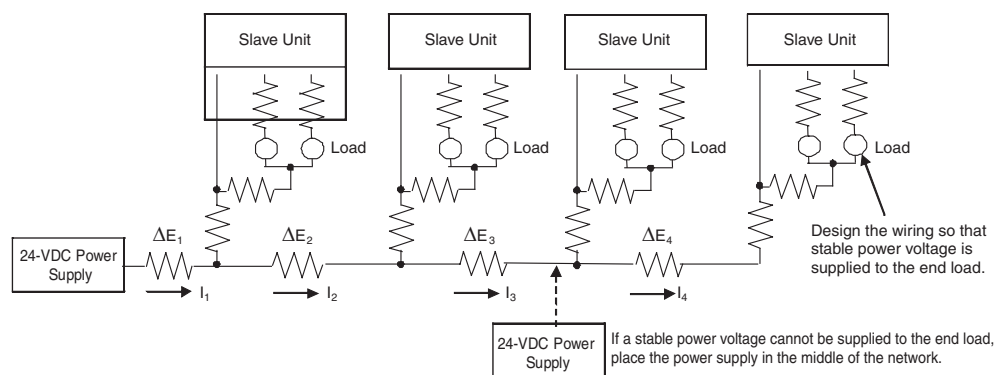 Slave Unit
Slave Unit
Slave Unit
Slave Unit
Load
Load
Load
Load
ΔE1
ΔE2
ΔE3
ΔE4
24-VDC Power
Supply
I1
I2
I3
I4
Design the wiring so that
stable power voltage is
supplied to the end load.
24-VDC Power
Supply
If a stable power voltage cannot be supplied to the end load,
place the power supply in the middle of the network.